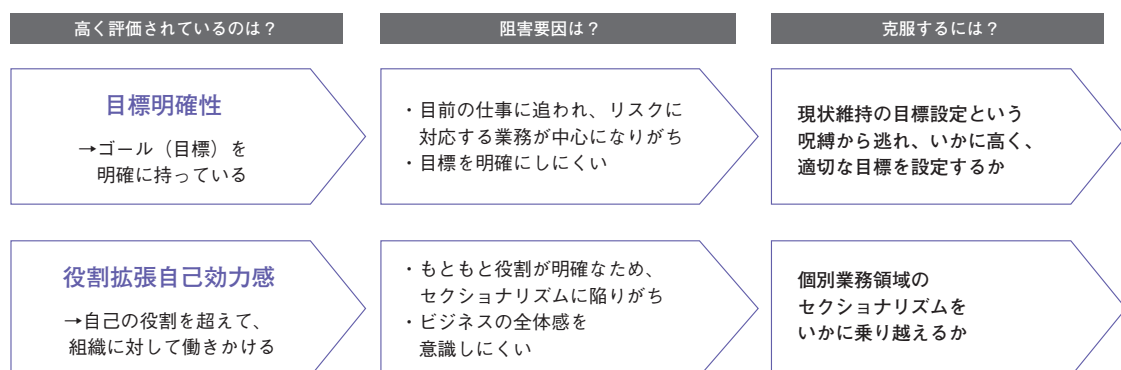 高く評価されているのは？
阻害要因は？
克服するには？
目標明確性
→ゴール（目標）を
明確に持っている
・目前の仕事に追われ、リスクに
対応する業務が中心になりがち
・目標を明確にしにくい
現状維持の目標設定という
呪縛から逃れ、いかに高く、
適切な目標を設定するか
役割拡張自己効力感
→自己の役割を超えて、
組織に対して働きかける
・もともと役割が明確なため、
セクショナリズムに陥りがち
・ビジネスの全体感を
意識しにくい
個別業務領域の
セクショナリズムを
いかに乗り越えるか